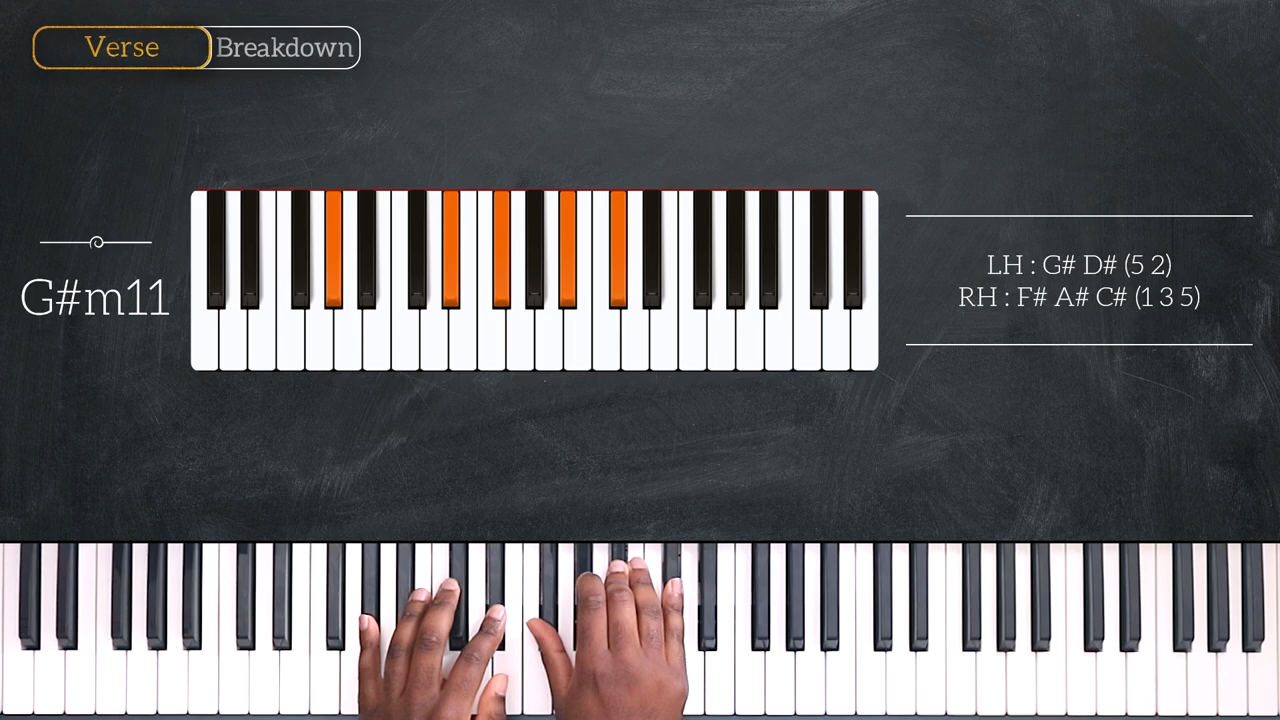 Verse Breakdown
G#m11
LH : G# D# (5 2)
RH : F# A# C# (1 3 5)